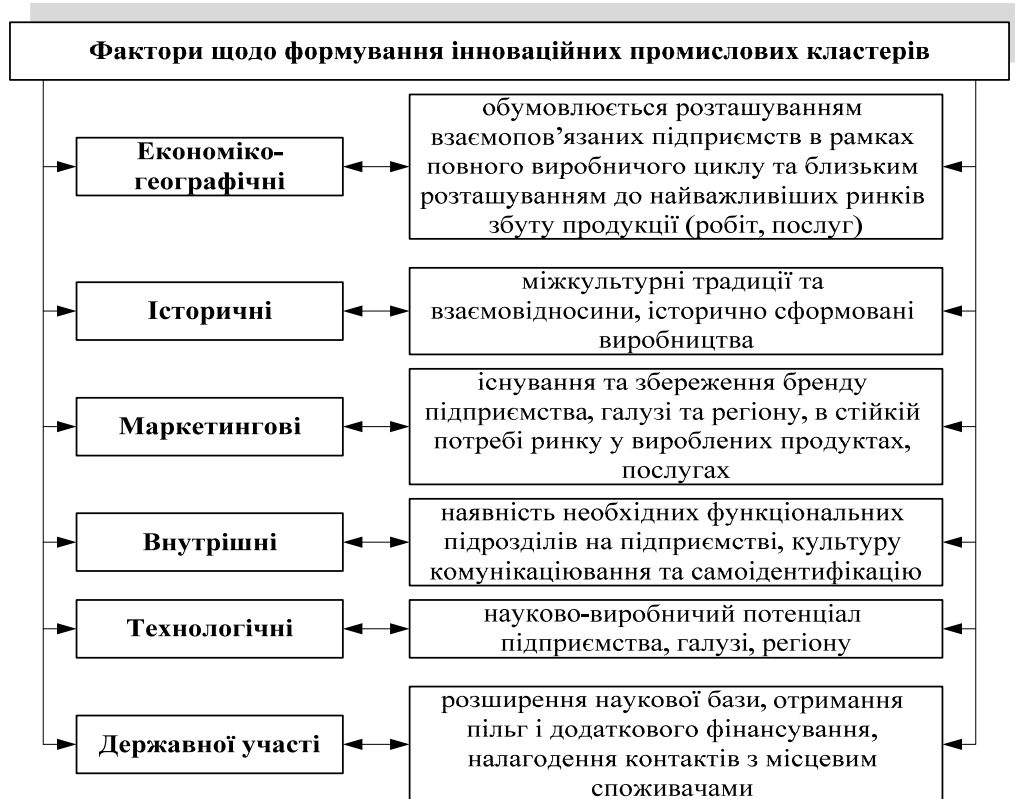 Фактори щодо формування інноваційних промислових кластерів
Економіко-
географічні
обумовлюється розташуванням
взаємопов’язаних підприємств в рамках
повного виробничого циклу та близьким
розташуванням до найважливіших ринків
збуту продукції (робіт, послуг)
Історичні
міжкультурні традиції та
взаємовідносини, історично сформовані
виробництва
Маркетингові
існування та збереження бренду
підприємства, галузі та регіону, в стійкій
потребі ринку у вироблених продуктах,
послугах
Внутрішні
наявність необхідних функціональних
підрозділів на підприємстві, культуру
комунікаціювання та самоідентифікацію
Технологічні
науково-виробничий потенціал
підприємства, галузі, регіону
Державної участі
розширення наукової бази, отримання
пільг і додаткового фінансування,
налагодення контактів з місцевим
споживачами